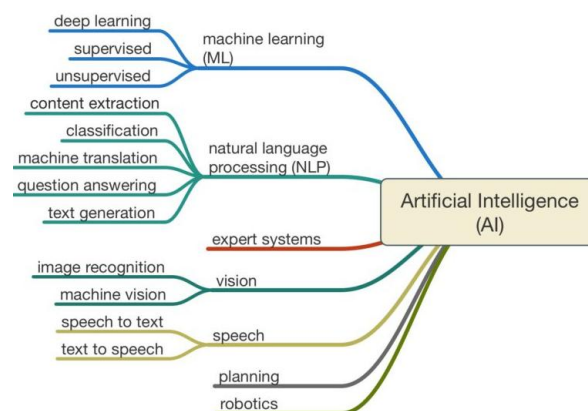 deep learning
supervised
unsupervised
machine learning
(ML)
content extraction
classification
machine translation
question answering
text generation
natural language
processing (NLP)
expert systems
image recognition
machine vision
vision
speech to text
text to speech
speech
planning
robotics
Artificial Intelligence
(AI)